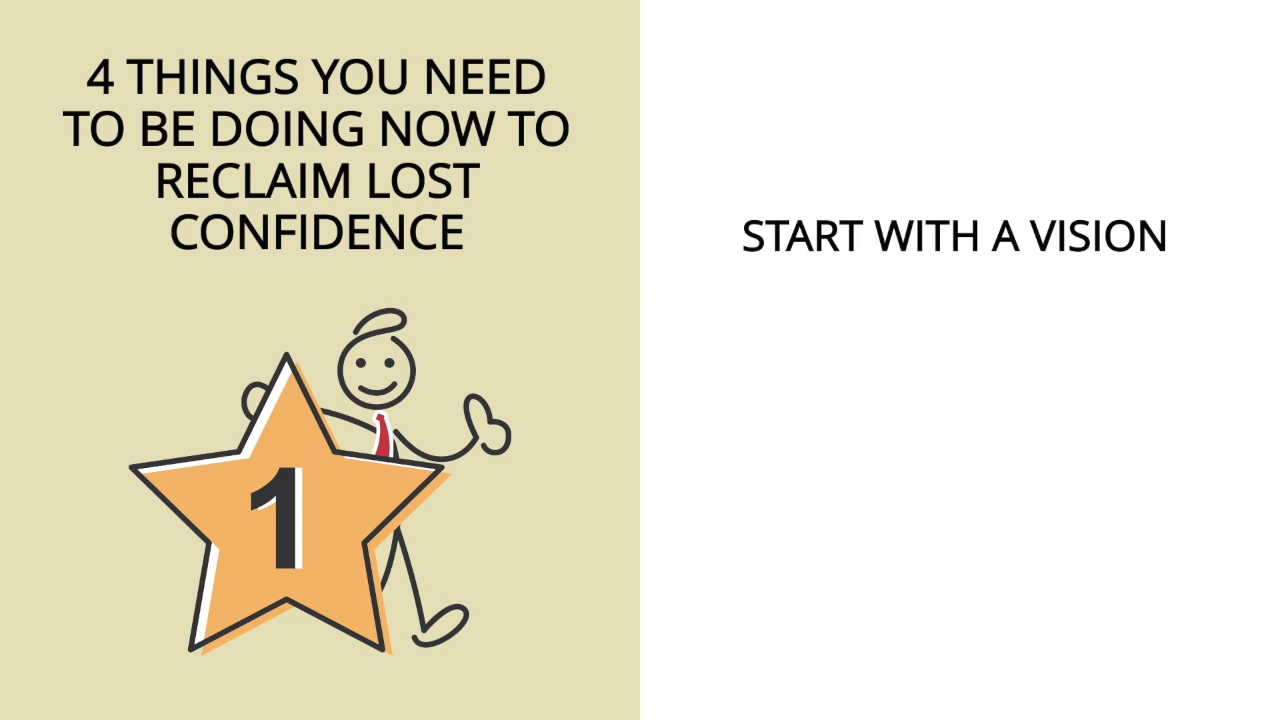 4 THINGS YOU NEED
TO BE DOING NOW TO
RECLAIM LOST
CONFIDENCE
1
START WITH A VISION